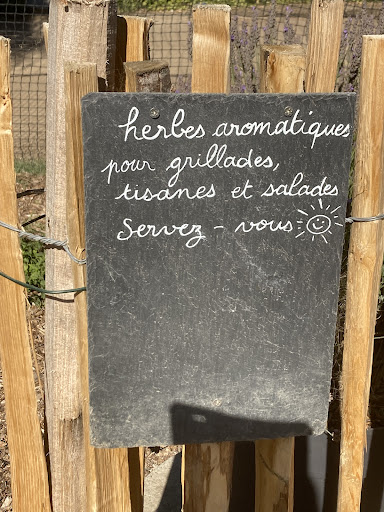 herbes aromatiques
pour grillades,
tisanes et salades
Servez-vous